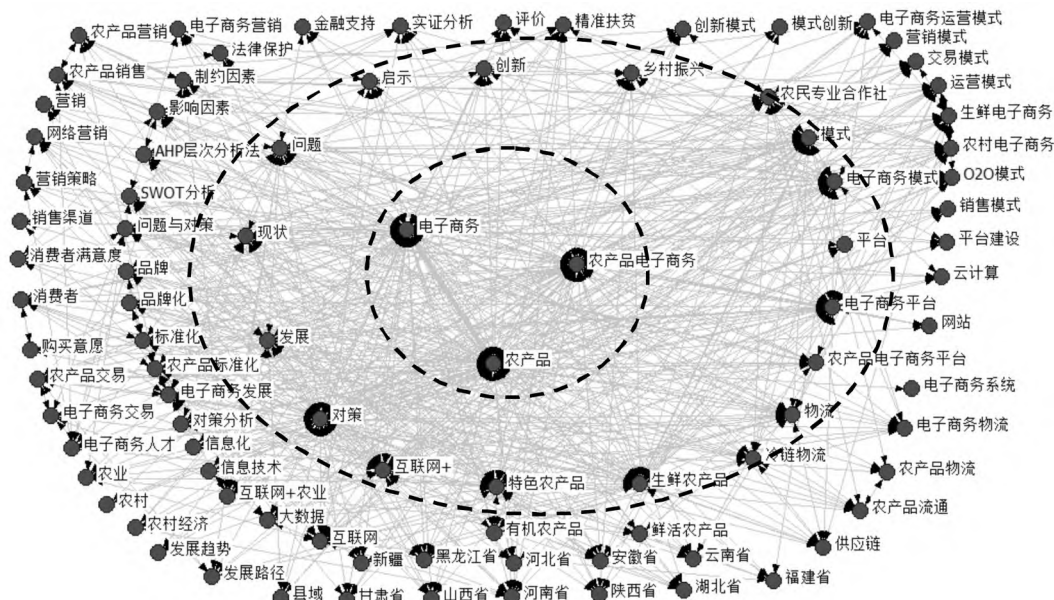 农产品营销
电子商务营销
金融支持
实证分析
评价
精准扶贫
创新模式
模式创新
电子商务运营模式
营销模式
法律保护
交易模式
农产品销售
制约因素
启示
创新
乡村振兴
农民专业合作社
运营模式
营销
影响因素
生鲜电子商务
网络营销
AHP层次分析法
问题
模式
农村电子商务
营销策略
SWOT分析
电子商务模式
O2O模式
销售渠道
问题与对策
现状
电子商务
平台
销售模式
平台建设
消费者满意度
品牌
农产品电子商务
云计算
消费者
品牌化
电子商务平台
网站
购买意愿
标准化
发展
农产品标准化
农产品
农产品电子商务平台
农产品交易
电子商务发展
电子商务系统
电子商务交易
对策分析
对策
物流
电子商务物流
电子商务人才
信息化
冷链物流
农业
信息技术
互联网+
特色农产品
生鲜农产品
农产品物流
农村
互联网+农业
农产品流通
农村经济
大数据
有机农产品
鲜活农产品
供应链
发展趋势
互联网
发展路径
新疆
黑龙江省
河北省
安徽省
云南省
福建省
县域
甘肃省
山西省
河南省
陕西省
湖北省